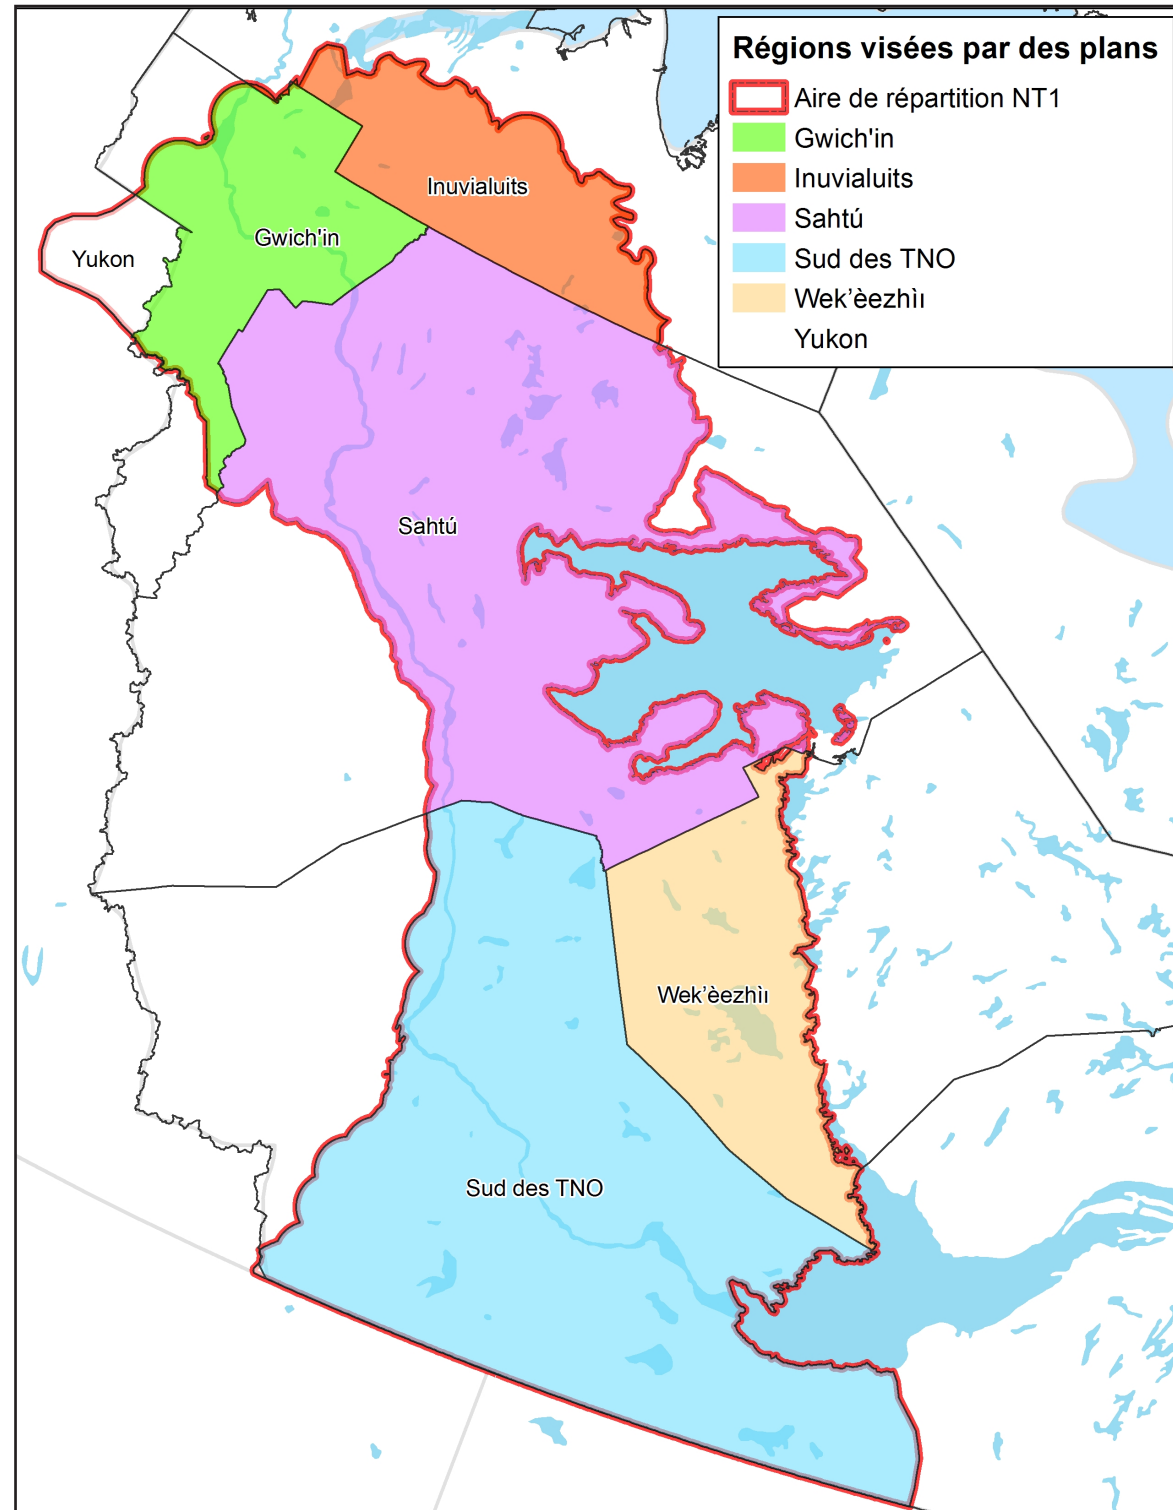 Régions visées par des plans
Aire de répartition NT1
Gwich'in
Inuvialuits
Sahtú
Sud des TNO
Wek’èezhìı
Yukon
Inuvialuits
Gwich'in
Yukon
Sahtú
Wek’èezhìı
Sud des TNO